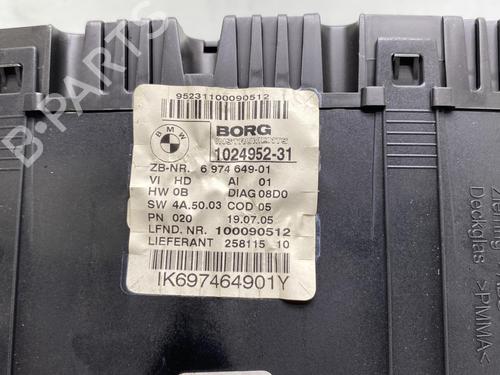 95231100090512
BMW
BORG
INSTRUMENTS
1024952-31
ZB-NR. 6 974 649-01
VI HD AI 01
HW 0B DIAG 08D0
SW 4A.50.03 COD 05
PN 020 19.07.05
LFND. NR. 100090512
LIEFERANT 258115 10
IK697464901Y
Deckglas >PMMA<
B-PARTS